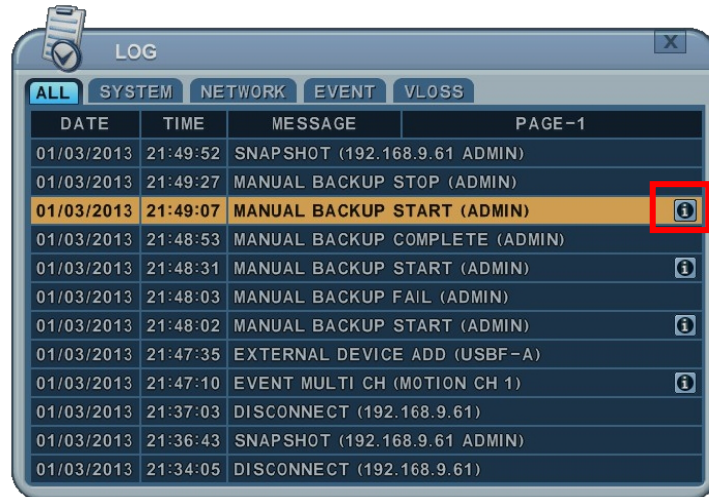 LOG X
ALL SYSTEM NETWORK EVENT VLOSS
DATE TIME MESSAGE PAGE-1
01/03/2013 21:49:52 SNAPSHOT (192.168.9.61 ADMIN)
01/03/2013 21:49:27 MANUAL BACKUP STOP (ADMIN)
01/03/2013 21:49:07 MANUAL BACKUP START (ADMIN) i
01/03/2013 21:48:53 MANUAL BACKUP COMPLETE (ADMIN)
01/03/2013 21:48:31 MANUAL BACKUP START (ADMIN) i
01/03/2013 21:48:03 MANUAL BACKUP FAIL (ADMIN)
01/03/2013 21:48:02 MANUAL BACKUP START (ADMIN) i
01/03/2013 21:47:35 EXTERNAL DEVICE ADD (USBF-A)
01/03/2013 21:47:10 EVENT MULTI CH (MOTION CH 1) i
01/03/2013 21:37:03 DISCONNECT (192.168.9.61)
01/03/2013 21:36:43 SNAPSHOT (192.168.9.61 ADMIN)
01/03/2013 21:34:05 DISCONNECT (192.168.9.61)